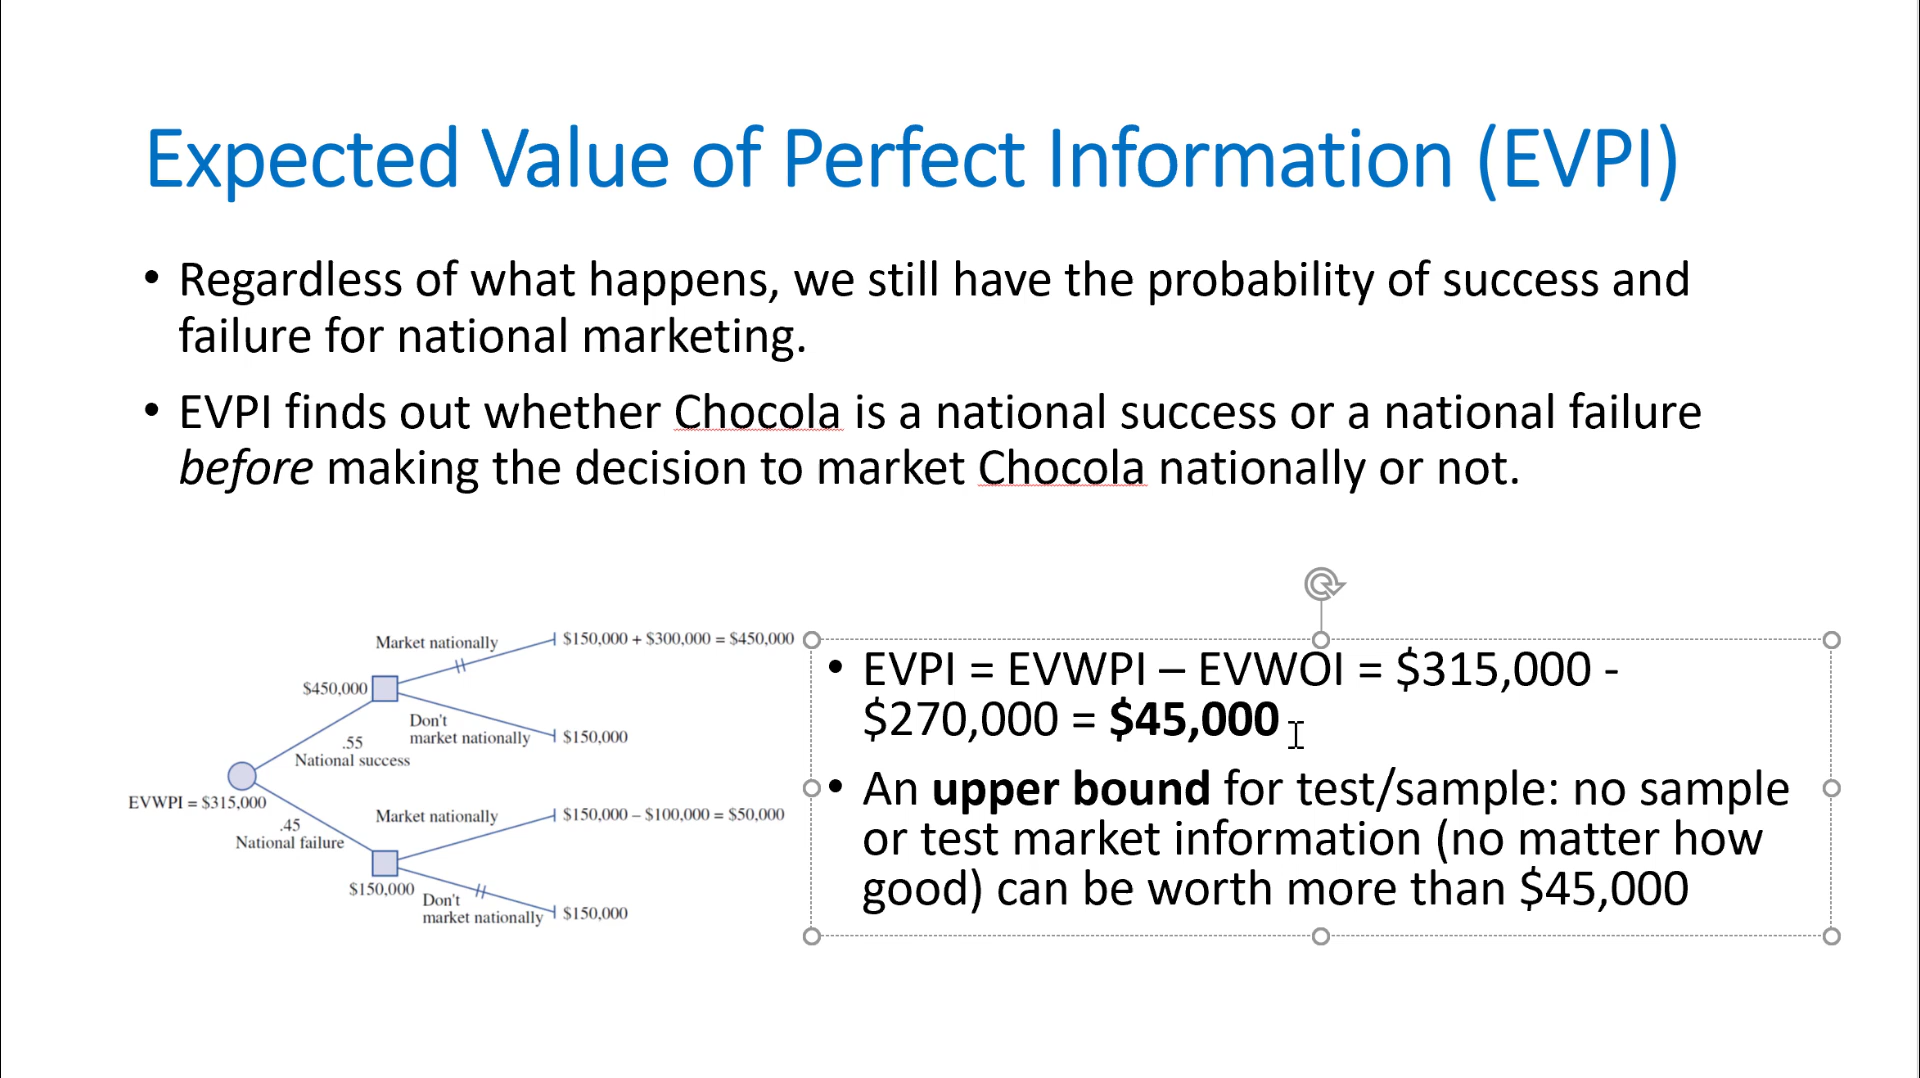 Expected Value of Perfect Information (EVPI)
• Regardless of what happens, we still have the probability of success and
failure for national marketing.
• EVPI finds out whether Chocola is a national success or a national failure
before making the decision to market Chocola nationally or not.
Market nationally
$150,000 + $300,000 = $450,000
$450,000
Don't
market nationally
$150,000
.55
National success
EVWPI = $315,000
.45
National failure
Market nationally
$150,000 – $100,000 = $50,000
$150,000
Don't
market nationally
$150,000
• EVPI = EVWPI – EVWOI = $315,000 -
$270,000 = $45,000
• An upper bound for test/sample: no sample
or test market information (no matter how
good) can be worth more than $45,000